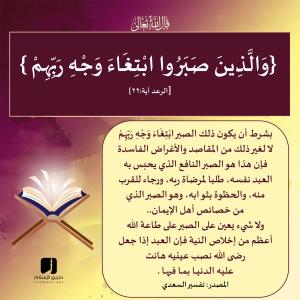 قال الله تعالى
{وَالَّذِينَ صَبَرُوا ابْتِغَاءَ وَجْهِ رَبِّهِمْ}
[الرعد آية:٢٢]
بشرط أن يكون ذلك الصبر ابْتِغَاءَ وَجْهِ رَبِّهِمْ
لا لغير ذلك من المقاصد والأغراض الفاسدة
فإن هذا هو الصبر النافع الذي يحبس به
العبد نفسه، طلبا لمرضاة ربه، ورجاء للقرب
منه، والحظوة بثوابه، وهو الصبر الذي
من خصائص أهل الإيمان..
ولا شيء يعين على الصبر على طاعة الله
أعظم من إخلاص النية فإن العبد إذا جعل
رضى الله نصب عينيه هانت
عليه الدنيا بما فيها .
المصدر: تفسير السعدي
طريق الإسلام